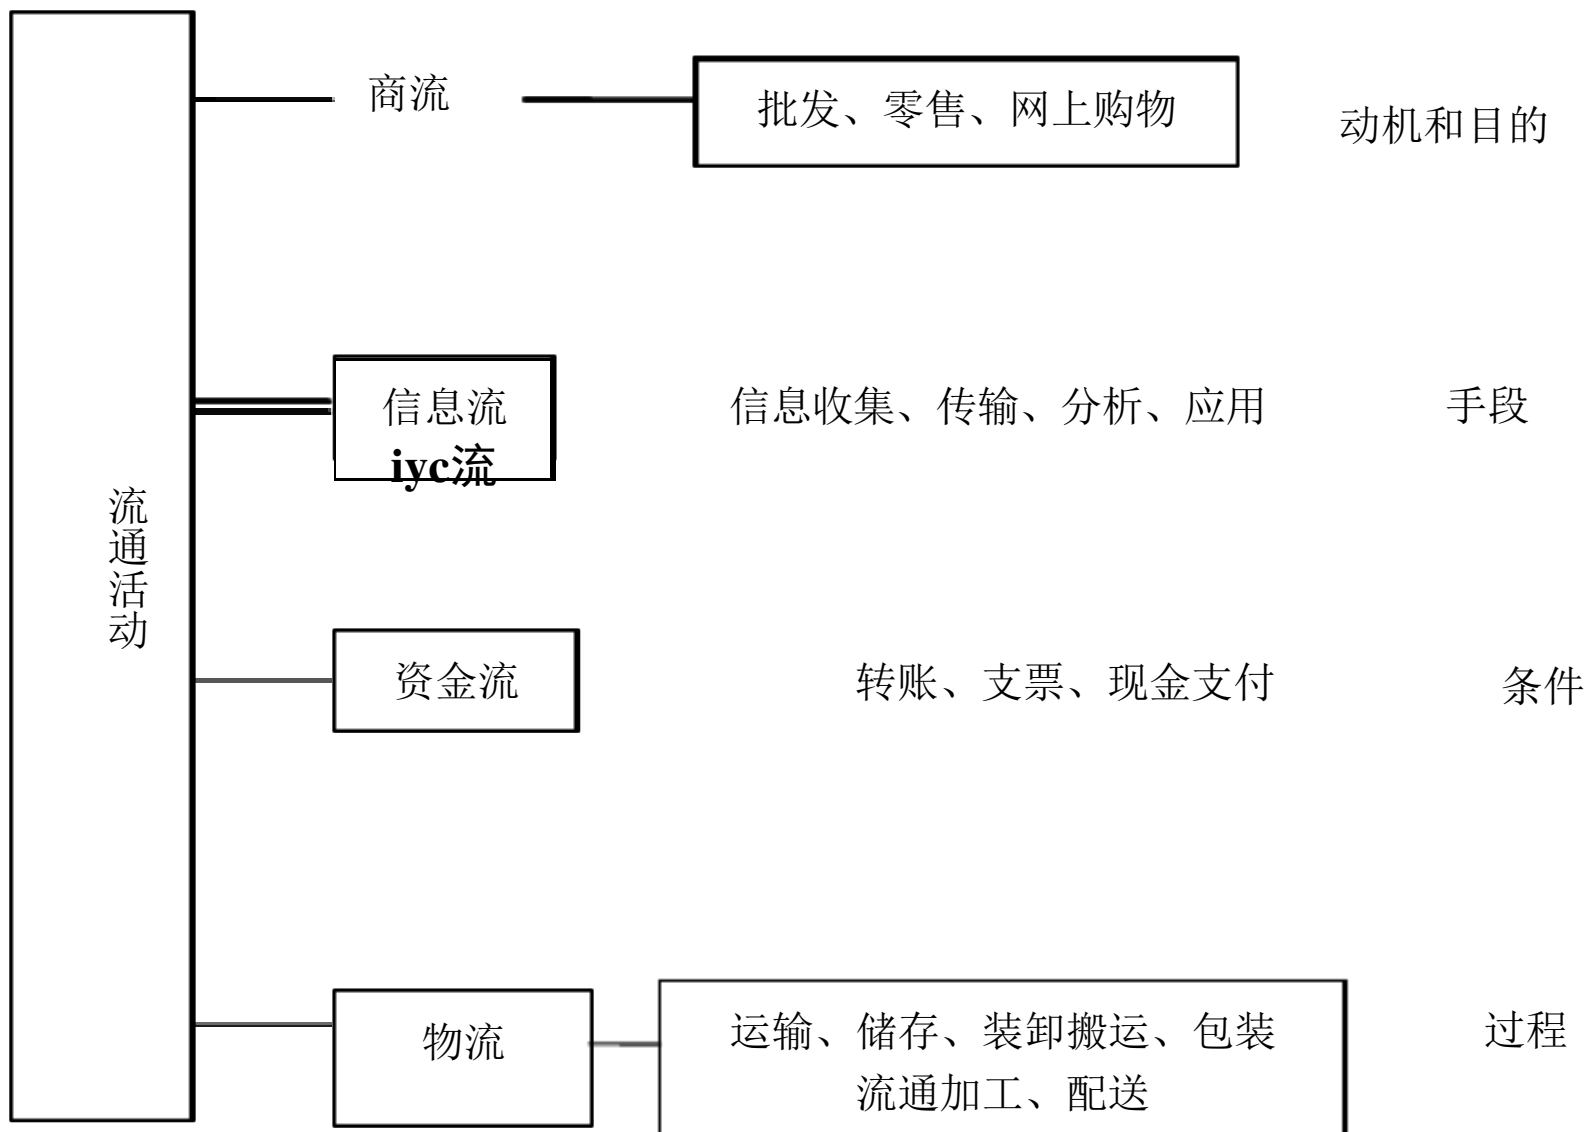 商流
批发、零售、网上购物
动机和目的
信息流
信息收集、传输、分析、应用
手段
iyc流
流通活动
资金流
转账、支票、现金支付
条件
物流
运输、储存、装卸搬运、包装
流通加工、配送
过程